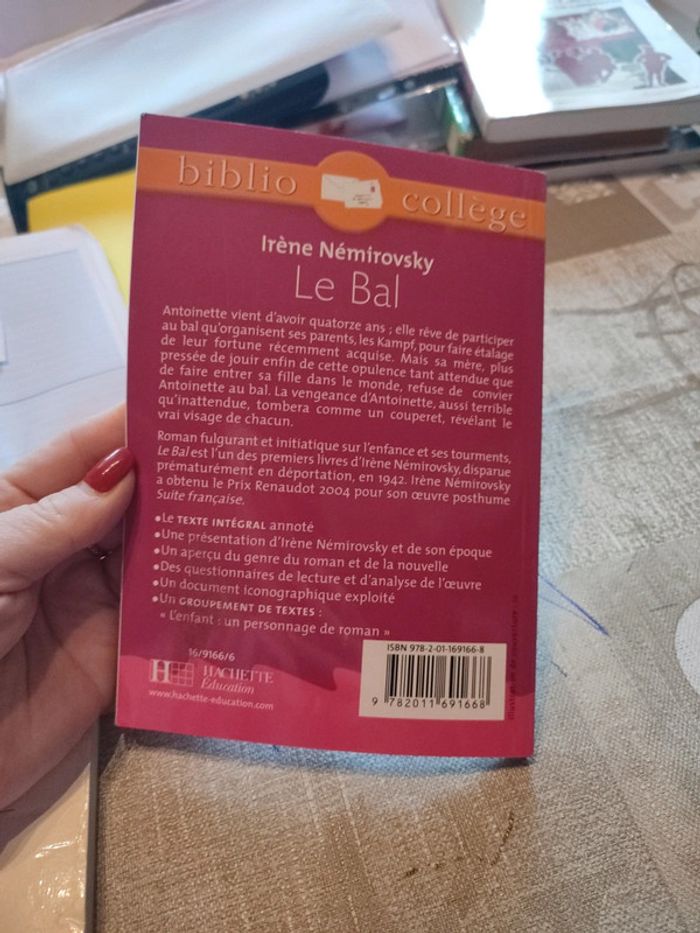 biblio collège
Irène Némirovsky
Le Bal
Antoinette vient d'avoir quatorze ans ; elle rêve de participer
au bal qu'organisent ses parents, les Kampf, pour faire étalage
de leur fortune récemment acquise. Mais sa mère, plus
pressée de jouir enfin de cette opulence tant attendue que
de faire entrer sa fille dans le monde, refuse de convier
Antoinette au bal. La vengeance d'Antoinette, aussi terrible
qu'inattendue, tombera comme un couperet, révélant le
vrai visage de chacun.
Roman fulgurant et initiatique sur l'enfance et ses tourments,
Le Bal est l'un des premiers livres d'Irène Némirovsky, disparue
prématurément en déportation, en 1942. Irène Némirovsky
a obtenu le Prix Renaudot 2004 pour son œuvre posthume
Suite française.
•Le TEXTE INTÉGRAL annoté
•Une présentation d'Irène Némirovsky et de son époque
•Un aperçu du genre du roman et de la nouvelle
•Des questionnaires de lecture et d'analyse de l'œuvre
•Un document iconographique exploité
•Un GROUPEMENT DE TEXTES :
« L'enfant : un personnage de roman »
16/9166/6
HACHETTE
Éducation
www.hachette-education.com
ISBN 978-2-01-169166-8
9 782011 691668